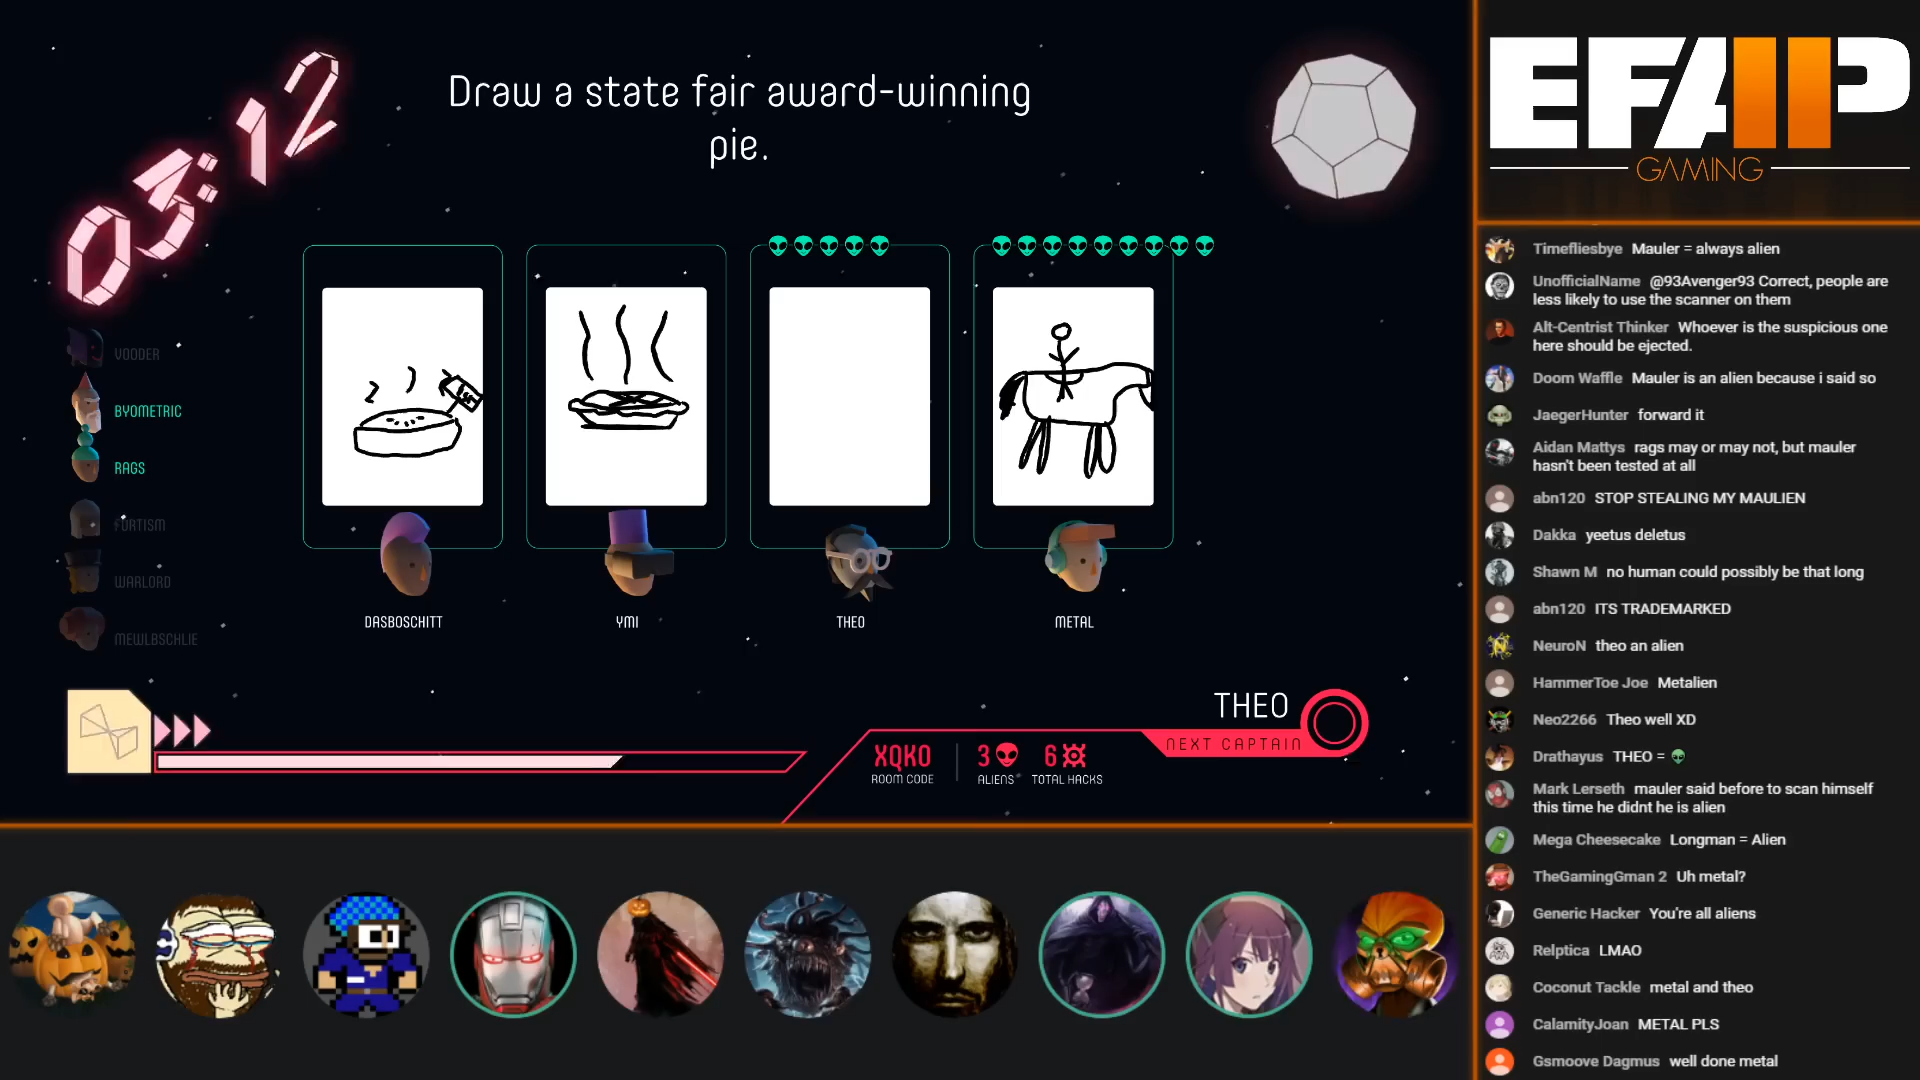 03:12
Draw a state fair award-winning
pie.
VOODER
BYOMETRIC
RAGS
FORTISM
WARLORD
MEWLBSCHLIE
DASBOSCHITT
YMI
THEO
METAL
THEO
NEXT CAPTAIN
XQKO
ROOM CODE
3
ALIENS
6
TOTAL HACKS
EFAP
GAMING
Timefliesbye Mauler = always alien
UnofficialName @93Avenger93 Correct, people are
less likely to use the scanner on them
Alt-Centrist Thinker Whoever is the suspicious one
here should be ejected.
Doom Waffle Mauler is an alien because i said so
JaegerHunter forward it
Aidan Mattys rags may or may not, but mauler
hasn't been tested at all
abn120 STOP STEALING MY MAULIEN
Dakka yeetus deletus
Shawn M no human could possibly be that long
abn120 ITS TRADEMARKED
NeuroN theo an alien
HammerToe Joe Metalien
Neo2266 Theo well XD
Drathayus THEO = 👽
Mark Lerseth mauler said before to scan himself
this time he didnt he is alien
Mega Cheesecake Longman = Alien
TheGamingGman 2 Uh metal?
Generic Hacker You're all aliens
Relptica LMAO
Coconut Tackle metal and theo
CalamityJoan METAL PLS
Gsmoove Dagmus well done metal